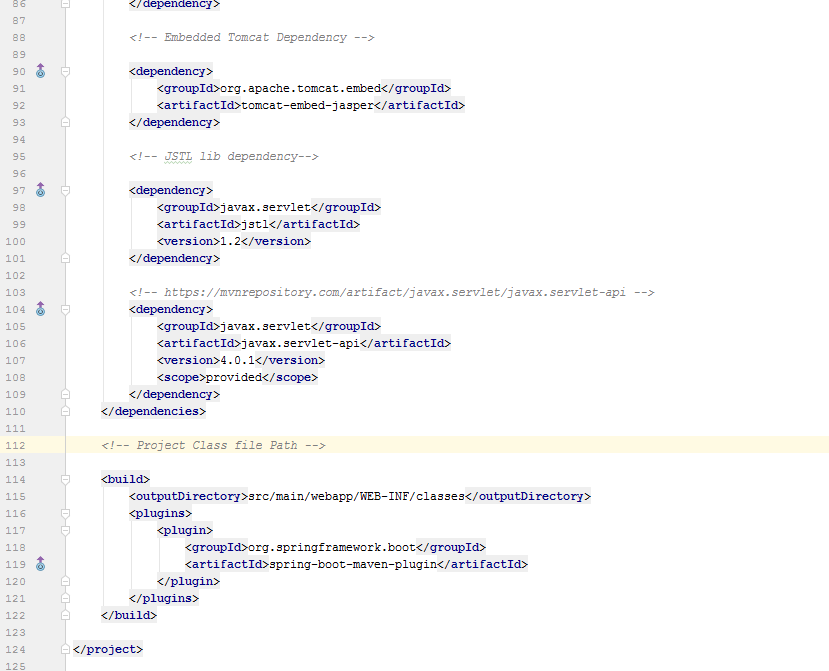 86 </dependency>
87
88 <!-- Embedded Tomcat Dependency -->
89
90 <dependency>
91 <groupId>org.apache.tomcat.embed</groupId>
92 <artifactId>tomcat-embed-jasper</artifactId>
93 </dependency>
94
95 <!-- JSTL lib dependency-->
96
97 <dependency>
98 <groupId>javax.servlet</groupId>
99 <artifactId>jstl</artifactId>
100 <version>1.2</version>
101 </dependency>
102
103 <!-- https://mvnrepository.com/artifact/javax.servlet/javax.servlet-api -->
104 <dependency>
105 <groupId>javax.servlet</groupId>
106 <artifactId>javax.servlet-api</artifactId>
107 <version>4.0.1</version>
108 <scope>provided</scope>
109 </dependency>
110 </dependencies>
111
112 <!-- Project Class file Path -->
113
114 <build>
115 <outputDirectory>src/main/webapp/WEB-INF/classes</outputDirectory>
116 <plugins>
117 <plugin>
118 <groupId>org.springframework.boot</groupId>
119 <artifactId>spring-boot-maven-plugin</artifactId>
120 </plugin>
121 </plugins>
122 </build>
123
124 </project>
125